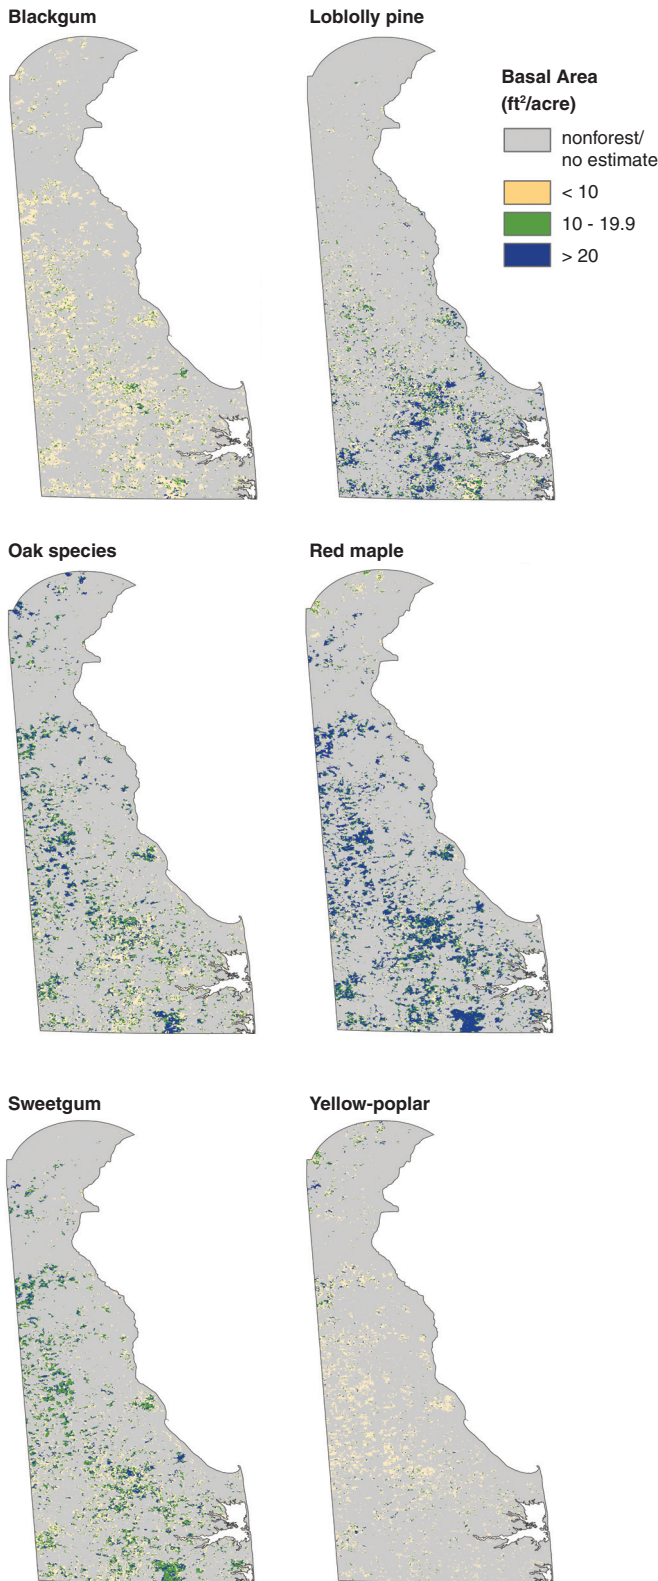 Blackgum
Loblolly pine
Basal Area
(ft²/acre)
nonforest/
no estimate
< 10
10 - 19.9
> 20
Oak species
Red maple
Sweetgum
Yellow-poplar